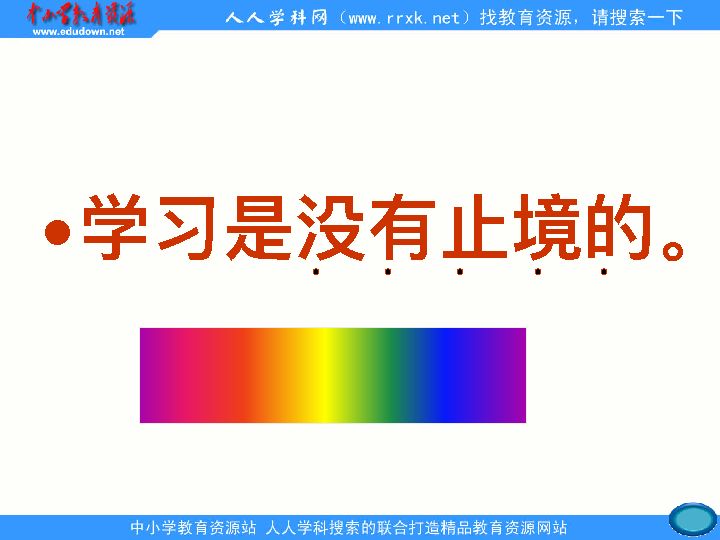 中小学教育资源
www.edudown.net
人人学科网（www.rrxk.net）找教育资源，请搜索一下
•学习是没有止境的。
中小学教育资源站 人人学科搜索的联合打造精品教育资源网站